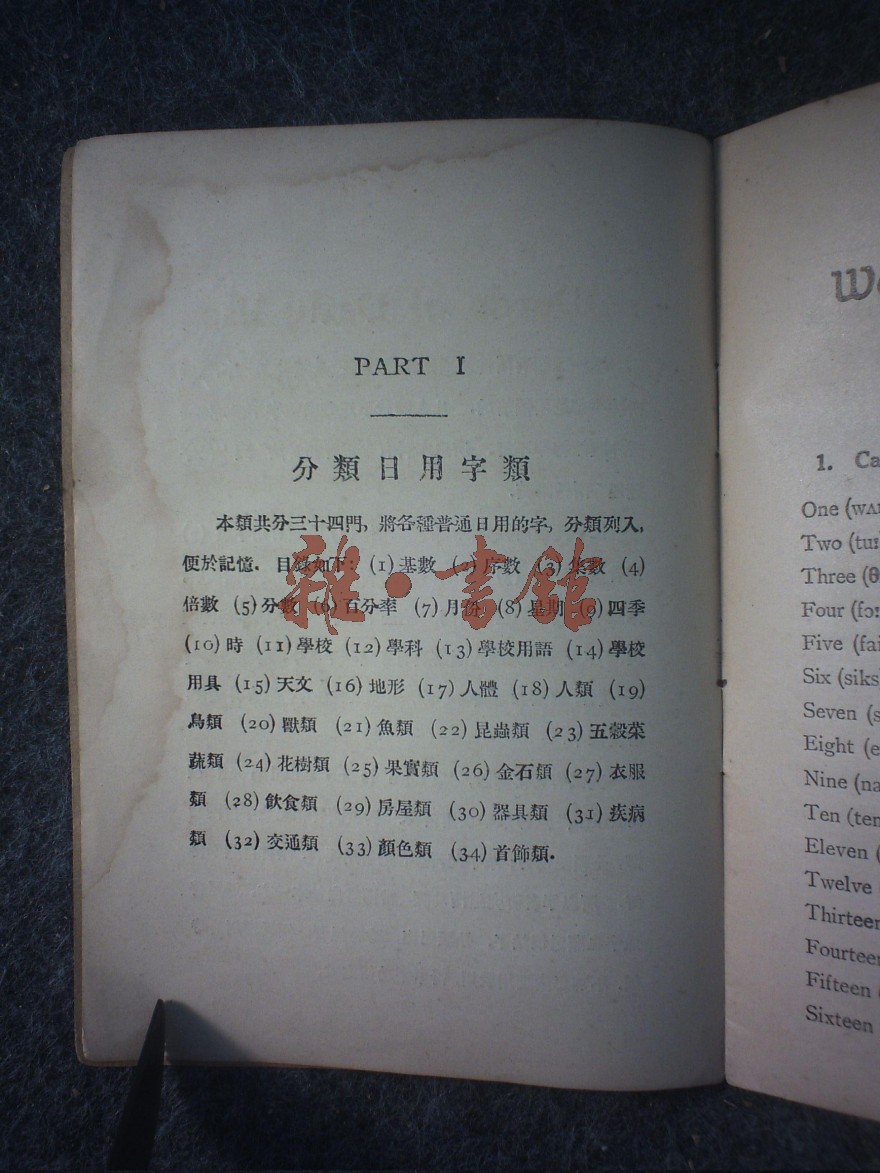 PART I
分類日用字類
本類共分三十四門，將各種普通日用的字，分類列入，
便於記憶．目錄如下：(1)基數 (2)序數 (3)集數 (4)
倍數 (5)分數 (6)百分率 (7)月份 (8)星期 (9)四季
(10)時 (11)學校 (12)學科 (13)學校用語 (14)學校
用具 (15)天文 (16)地形 (17)人體 (18)人類 (19)
鳥類 (20)獸類 (21)魚類 (22)昆蟲類 (23)五穀菜
蔬類 (24)花樹類 (25)果實類 (26)金石類 (27)衣服
類 (28)飲食類 (29)房屋類 (30)器具類 (31)疾病
類 (32)交通類 (33)顏色類 (34)首飾類．
雜·書館
1. Ca
One (wʌ
Two (tu:
Three (θ
Four (fɔ:
Five (fai
Six (siks
Seven (s
Eight (e
Nine (na
Ten (ten
Eleven (
Twelve
Thirteen
Fourteen
Fifteen (
Sixteen